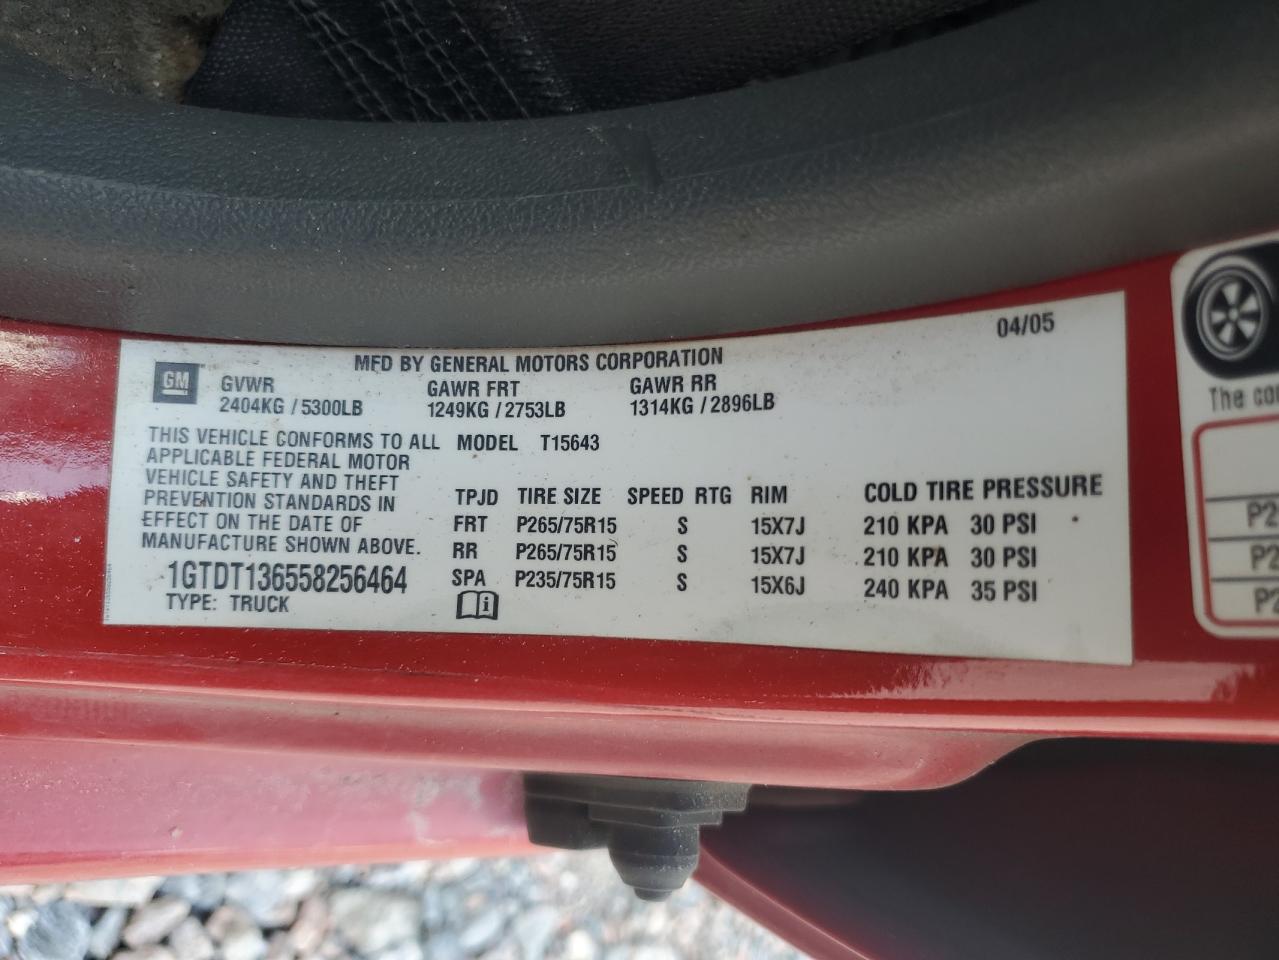 04/05
MFD BY GENERAL MOTORS CORPORATION
GM
GVWR GAWR FRT GAWR RR
2404KG / 5300LB 1249KG / 2753LB 1314KG / 2896LB
THIS VEHICLE CONFORMS TO ALL MODEL T15643
APPLICABLE FEDERAL MOTOR
VEHICLE SAFETY AND THEFT
PREVENTION STANDARDS IN
EFFECT ON THE DATE OF
MANUFACTURE SHOWN ABOVE.
TPJD TIRE SIZE SPEED RTG RIM COLD TIRE PRESSURE
FRT P265/75R15 S 15X7J 210 KPA 30 PSI
RR P265/75R15 S 15X7J 210 KPA 30 PSI
SPA P235/75R15 S 15X6J 240 KPA 35 PSI
1GTDT136558256464
TYPE: TRUCK
The
P2
P2
P2